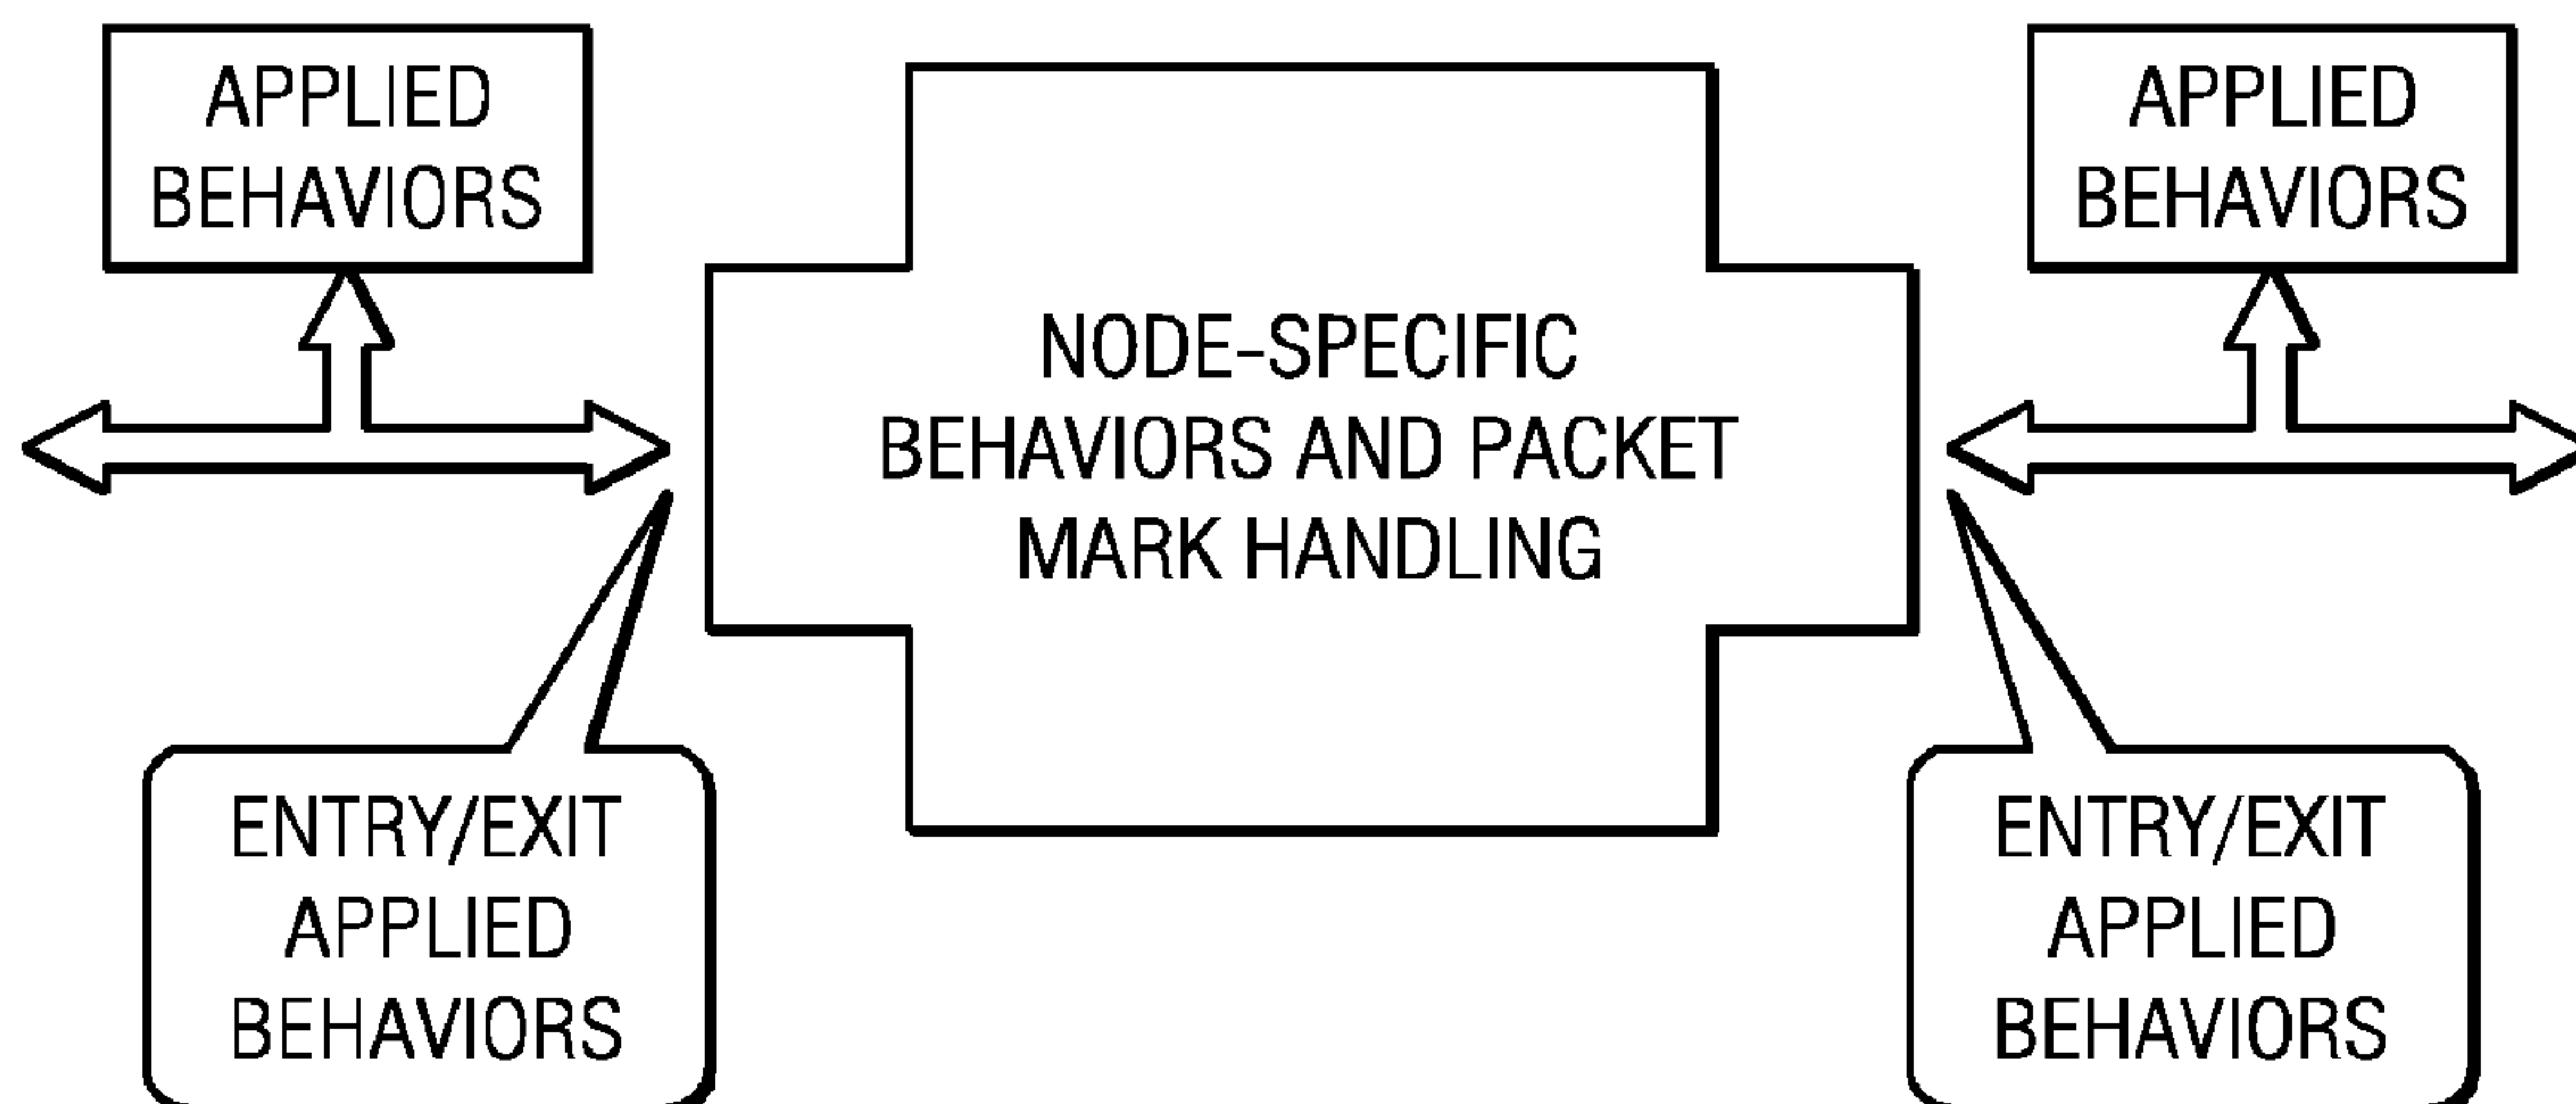 APPLIED
BEHAVIORS
APPLIED
BEHAVIORS
NODE-SPECIFIC
BEHAVIORS AND PACKET
MARK HANDLING
ENTRY/EXIT
APPLIED
BEHAVIORS
ENTRY/EXIT
APPLIED
BEHAVIORS